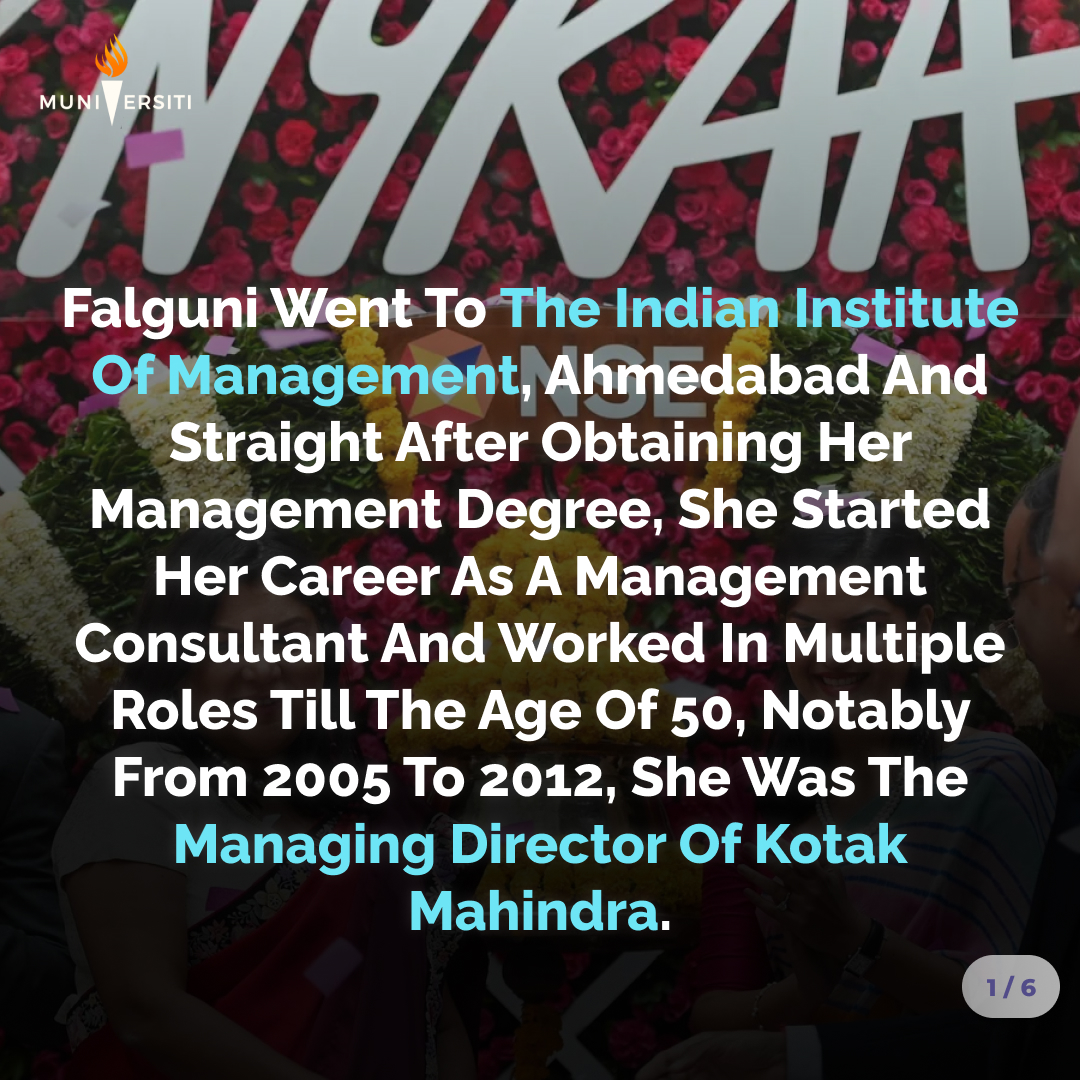 NYKAA
MUNIVERSITI
NSE
Falguni Went To The Indian Institute
Of Management, Ahmedabad And
Straight After Obtaining Her
Management Degree, She Started
Her Career As A Management
Consultant And Worked In Multiple
Roles Till The Age Of 50, Notably
From 2005 To 2012, She Was The
Managing Director Of Kotak
Mahindra.
1 / 6